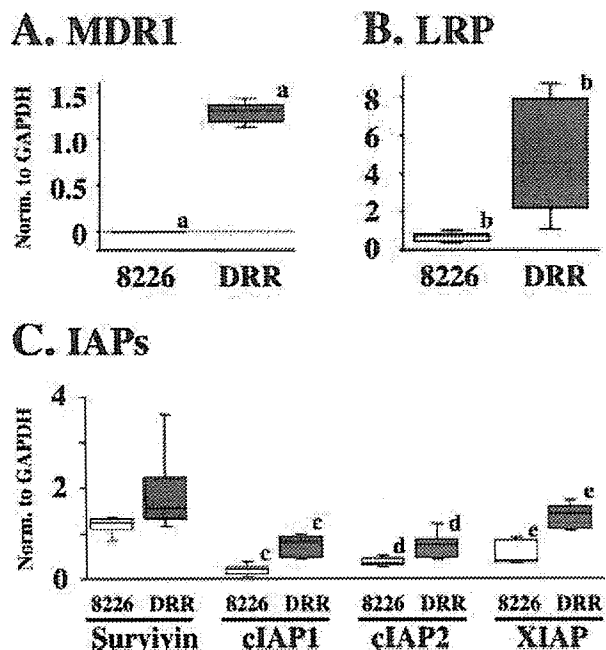 A. MDR1
B. LRP
Norm. to GAPDH
1.5
1.0
0.5
0
a
a
8226 DRR
8
6
4
2
0
b
b
8226 DRR
C. IAPs
Norm. to GAPDH
4
2
0
c
c
d
d
e
e
8226 DRR 8226 DRR 8226 DRR 8226 DRR
Survivin cIAP1 cIAP2 XIAP